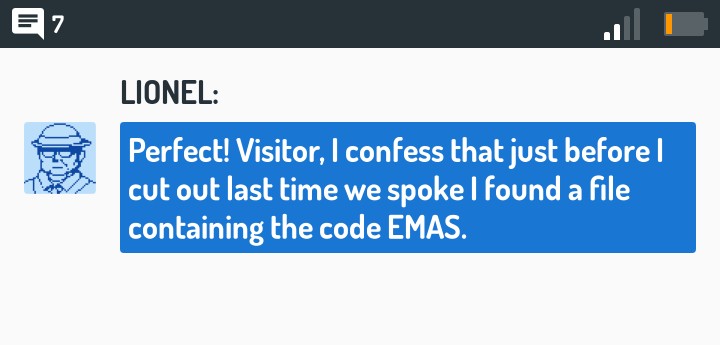 7
LIONEL:
Perfect! Visitor, I confess that just before I
cut out last time we spoke I found a file
containing the code EMAS.